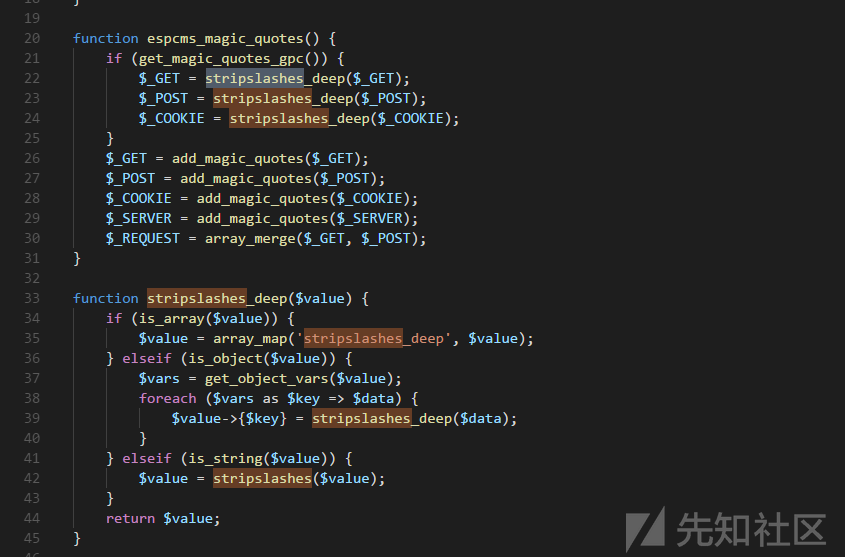 18 }
19
20 function espcms_magic_quotes() {
21 if (get_magic_quotes_gpc()) {
22 $_GET = stripslashes_deep($_GET);
23 $_POST = stripslashes_deep($_POST);
24 $_COOKIE = stripslashes_deep($_COOKIE);
25 }
26 $_GET = add_magic_quotes($_GET);
27 $_POST = add_magic_quotes($_POST);
28 $_COOKIE = add_magic_quotes($_COOKIE);
29 $_SERVER = add_magic_quotes($_SERVER);
30 $_REQUEST = array_merge($_GET, $_POST);
31 }
32
33 function stripslashes_deep($value) {
34 if (is_array($value)) {
35 $value = array_map('stripslashes_deep', $value);
36 } elseif (is_object($value)) {
37 $vars = get_object_vars($value);
38 foreach ($vars as $key => $data) {
39 $value->{$key} = stripslashes_deep($data);
40 }
41 } elseif (is_string($value)) {
42 $value = stripslashes($value);
43 }
44 return $value;
45 }
先知社区